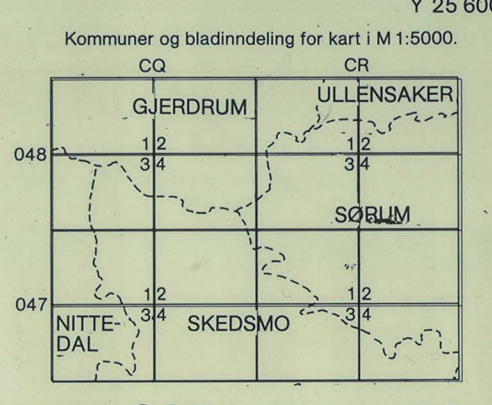 Y 25 600
Kommuner og bladinndeling for kart i M 1:5000.
CQ CR
GJERDRUM ULLENSAKER
048 1 2 1 2
3 4 3 4
SØRUM
047 1 2 1 2
NITTE- 3 4 SKEDSMO 3 4
DAL